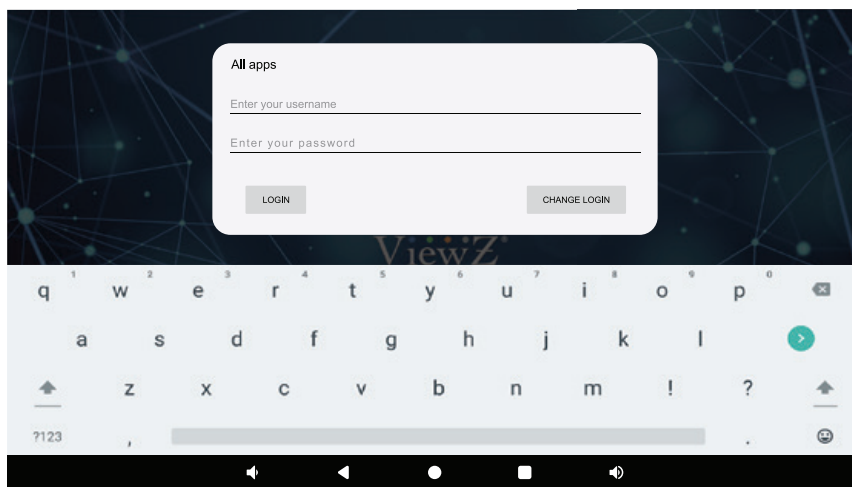 All apps
Enter your username
Enter your password
LOGIN CHANGE LOGIN
ViewZ
1 2 3 4 5 6 7 8 9 0
q w e r t y u i o p
a s d f g h j k l
z x c v b n m ! ?
?123 , .